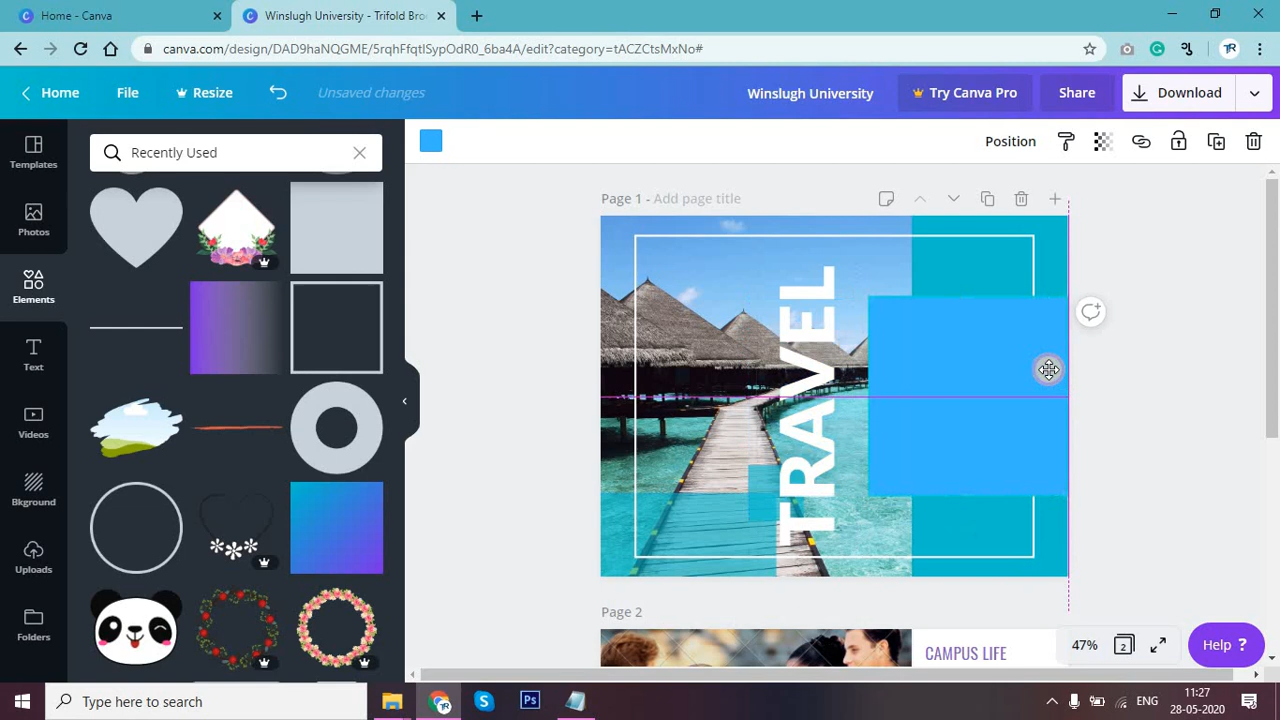 Home - Canva
Winslugh University - Trifold Bro
canva.com/design/DAD9haNQGME/5rqhFfqtISypOdR0_6ba4A/edit?category=tACZCtsMxNo#
Home
File
Resize
Unsaved changes
Winslugh University
Try Canva Pro
Share
Download
Templates
Photos
Elements
Text
Videos
Bkground
Uploads
Folders
Recently Used
Position
Page 1 - Add page title
TRAVEL
Page 2
CAMPUS LIFE
47%
2
Help ?
Type here to search
Ps
ENG
11:27
28-05-2020